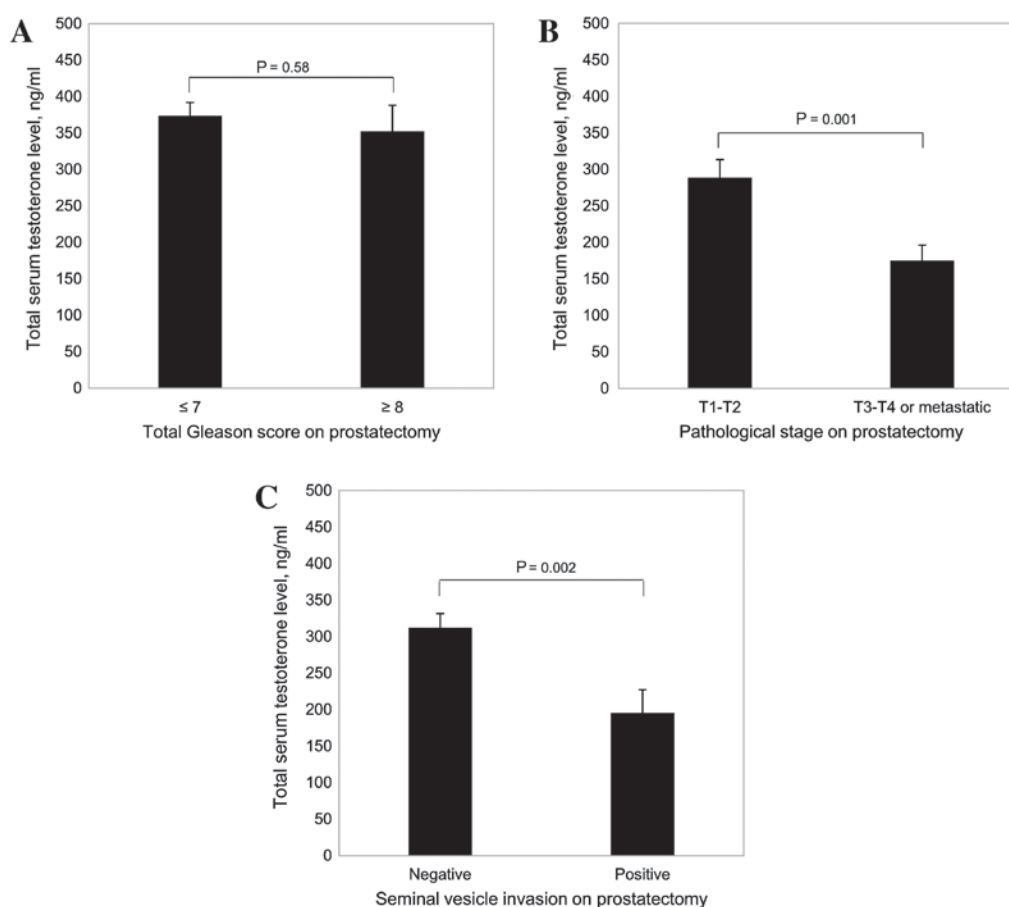 A
Total serum testoterone level, ng/ml
500
450
400
350
300
250
200
150
100
50
0
P = 0.58
≤ 7
≥ 8
Total Gleason score on prostatectomy
B
Total serum testoterone level, ng/ml
500
450
400
350
300
250
200
150
100
50
0
P = 0.001
T1-T2
T3-T4 or metastatic
Pathological stage on prostatectomy
C
Total serum testoterone level, ng/ml
500
450
400
350
300
250
200
150
100
50
0
P = 0.002
Negative
Positive
Seminal vesicle invasion on prostatectomy